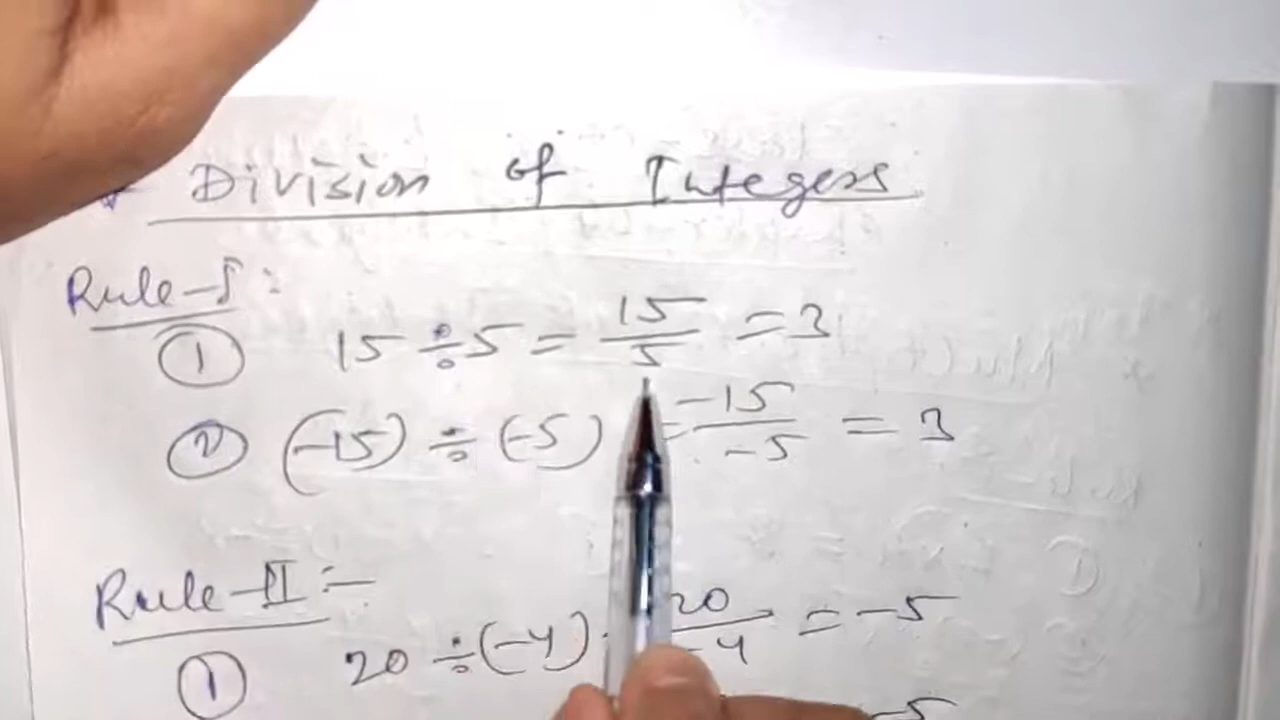 Division of Integers
Rule-I:
① 15 ÷ 5 = 15/5 = 3
② (-15) ÷ (-5) = -15/-5 = 3
Rule-II :-
① 20 ÷ (-4) = 20/-4 = -5
-5